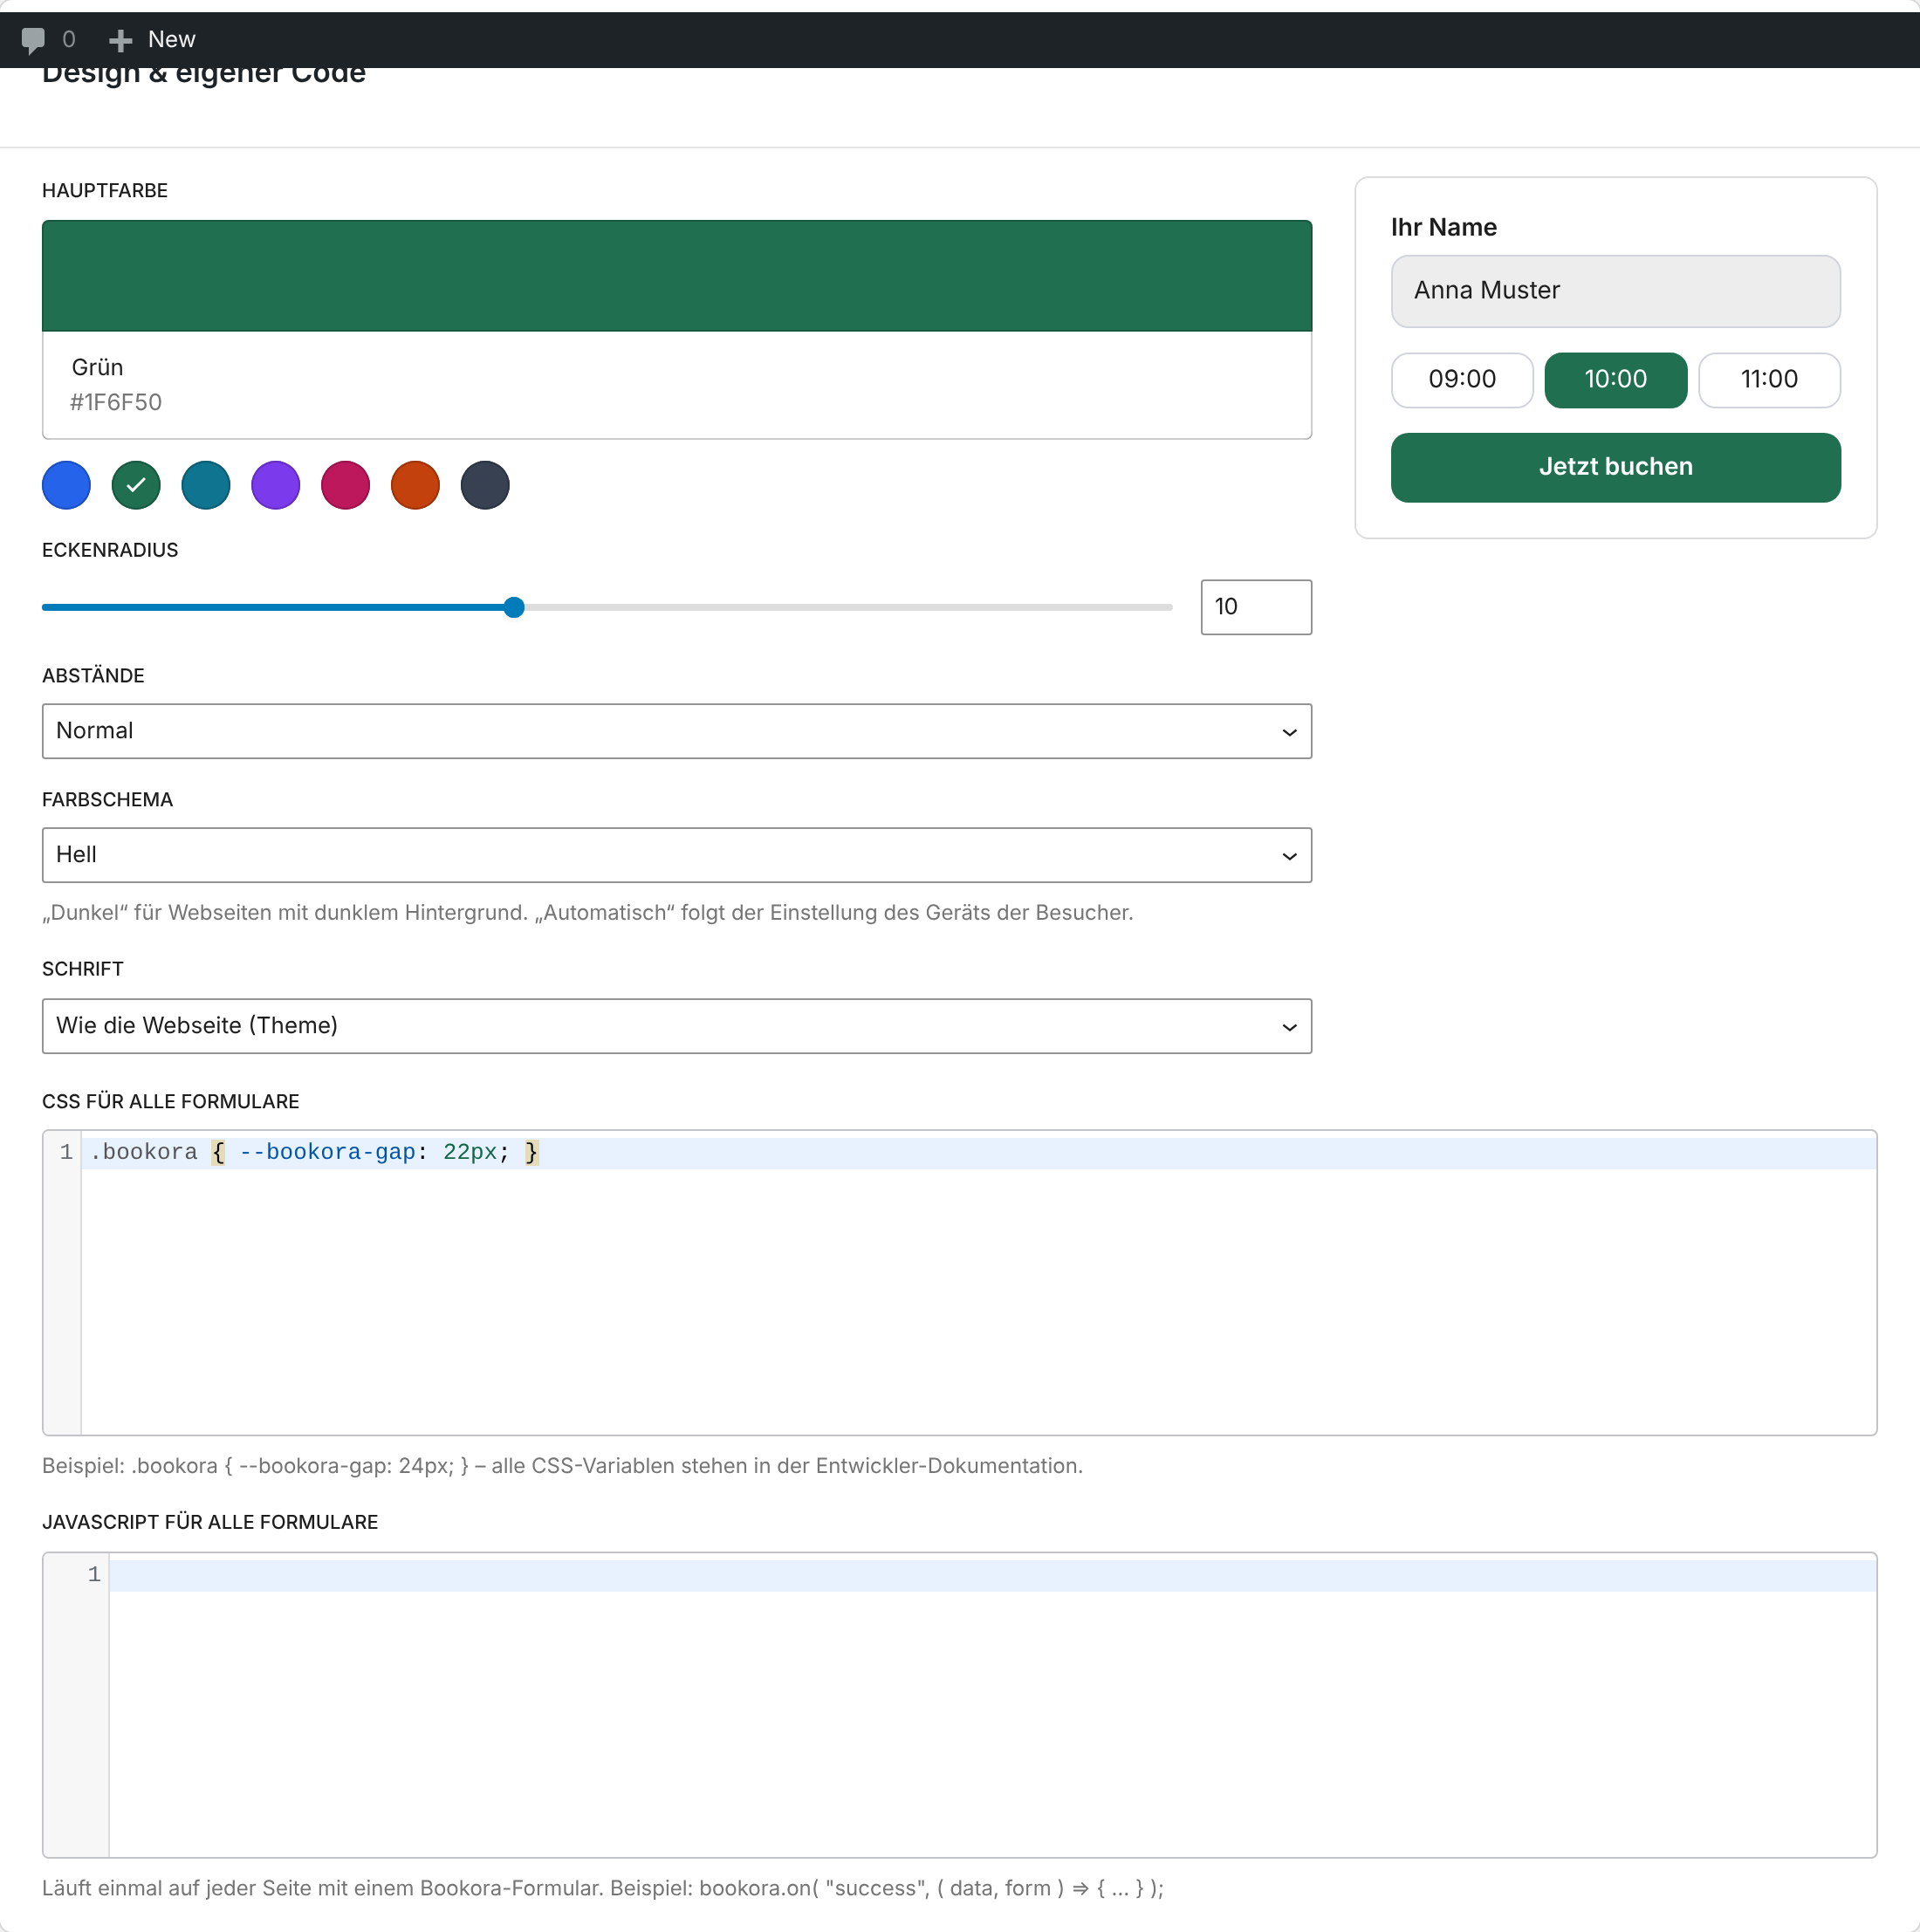 0 New
Design & eigener Code
HAUPTFARBE
Grün
#1F6F50
ECKENRADIUS
10
ABSTÄNDE
Normal
FARBSCHEMA
Hell
„Dunkel“ für Webseiten mit dunklem Hintergrund. „Automatisch“ folgt der Einstellung des Geräts der Besucher.
SCHRIFT
Wie die Webseite (Theme)
Ihr Name
Anna Muster
09:00 10:00 11:00
Jetzt buchen
CSS FÜR ALLE FORMULARE
1 .bookora { --bookora-gap: 22px; }
Beispiel: .bookora { --bookora-gap: 24px; } – alle CSS-Variablen stehen in der Entwickler-Dokumentation.
JAVASCRIPT FÜR ALLE FORMULARE
1
Läuft einmal auf jeder Seite mit einem Bookora-Formular. Beispiel: bookora.on( "success", ( data, form ) => { … } );